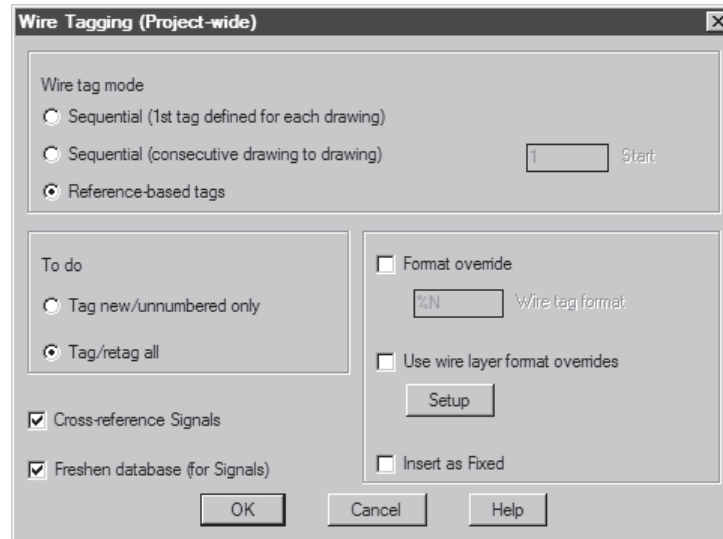 Wire Tagging (Project-wide)
Wire tag mode
Sequential (1st tag defined for each drawing)
Sequential (consecutive drawing to drawing)
1 Start
Reference-based tags
To do
Tag new/unnumbered only
Tag/retag all
Cross-reference Signals
Freshen database (for Signals)
Format override
%N Wire tag format
Use wire layer format overrides
Setup
Insert as Fixed
OK Cancel Help